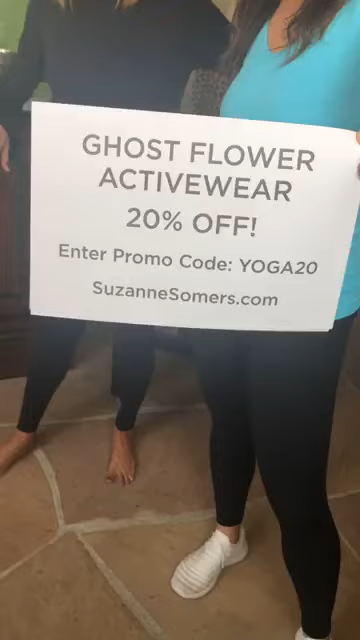 GHOST FLOWER
ACTIVEWEAR
20% OFF!
Enter Promo Code: YOGA20
SuzanneSomers.com